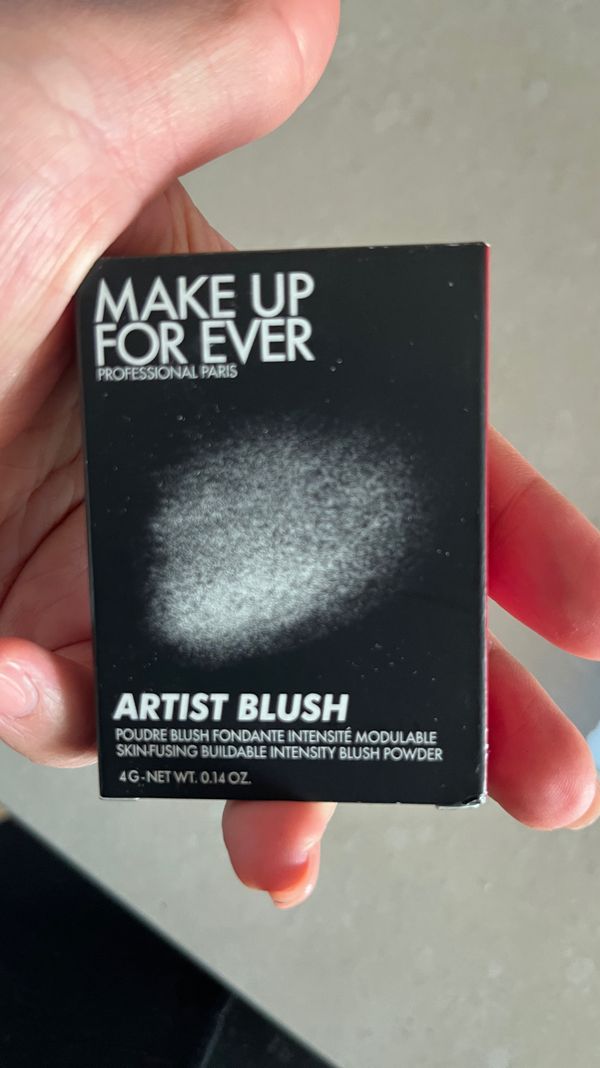 MAKE UP
FOR EVER
PROFESSIONAL PARIS
ARTIST BLUSH
POUDRE BLUSH FONDANTE INTENSITÉ MODULABLE
SKIN-FUSING BUILDABLE INTENSITY BLUSH POWDER
4 G - NET WT. 0.14 OZ.